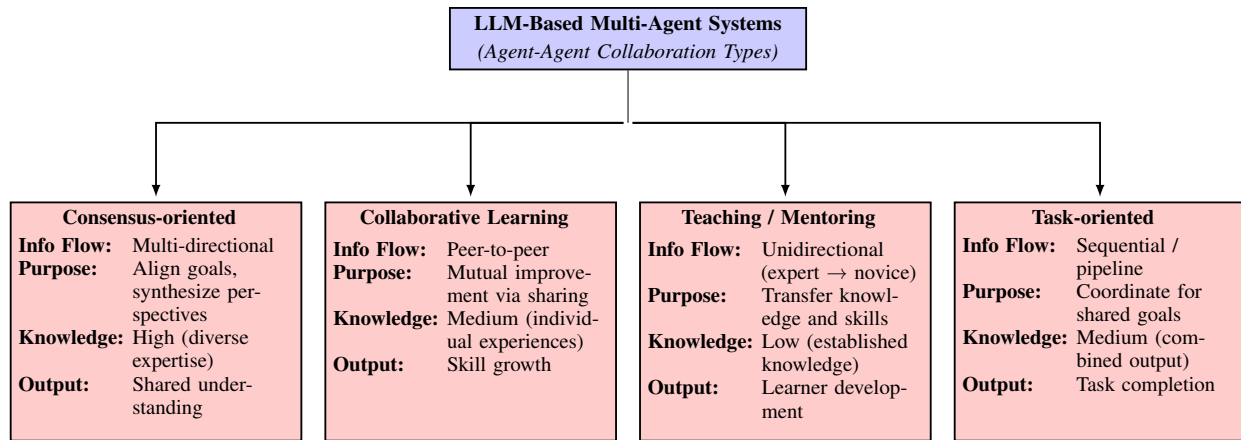 LLM-Based Multi-Agent Systems
(Agent-Agent Collaboration Types)
Consensus-oriented
Info Flow: Multi-directional
Purpose: Align goals,
synthesize per-
spectives
Knowledge: High (diverse
expertise)
Output: Shared under-
standing
Collaborative Learning
Info Flow: Peer-to-peer
Purpose: Mutual improve-
ment via sharing
Knowledge: Medium (individ-
ual experiences)
Output: Skill growth
Teaching / Mentoring
Info Flow: Unidirectional
(expert → novice)
Purpose: Transfer knowl-
edge and skills
Knowledge: Low (established
knowledge)
Output: Learner develop-
ment
Task-oriented
Info Flow: Sequential /
pipeline
Purpose: Coordinate for
shared goals
Knowledge: Medium (com-
bined output)
Output: Task completion